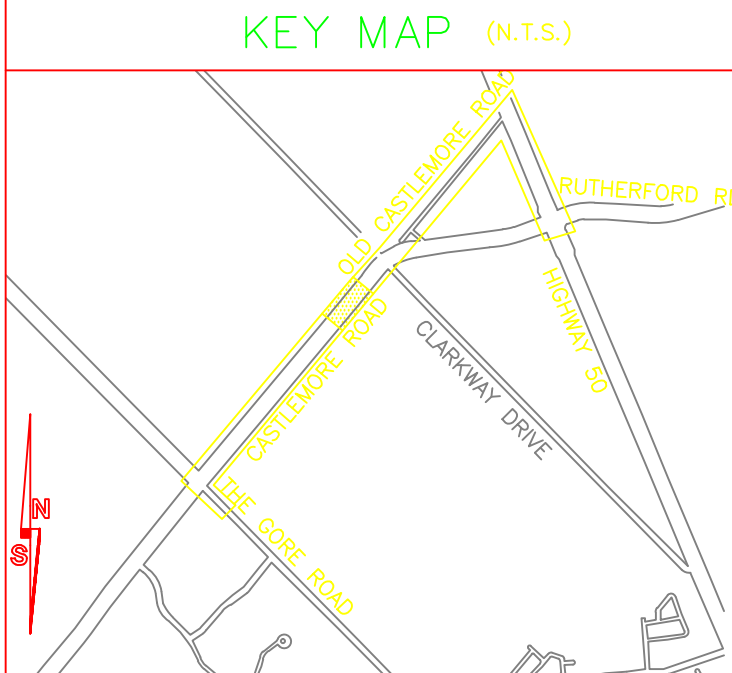 KEY MAP (N.T.S.)
OLD CASTLEMORE ROAD
RUTHERFORD
HIGHWAY 50
CASTLEMORE ROAD
CLARKWAY DRIVE
THE GORE ROAD
N
S